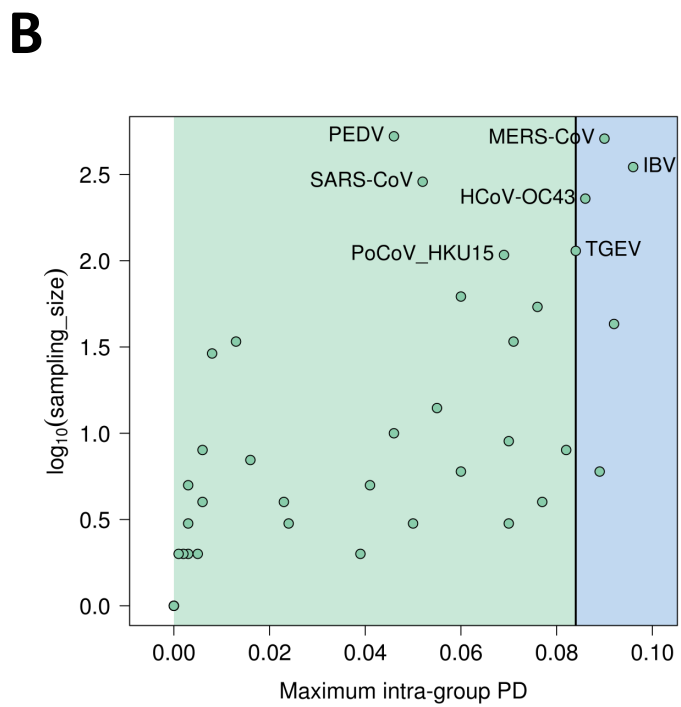 B
PEDV
MERS-CoV
IBV
SARS-CoV
HCoV-OC43
PoCoV_HKU15
TGEV
2.5
2.0
1.5
1.0
0.5
0.0
log₁₀(sampling_size)
0.00 0.02 0.04 0.06 0.08 0.10
Maximum intra-group PD